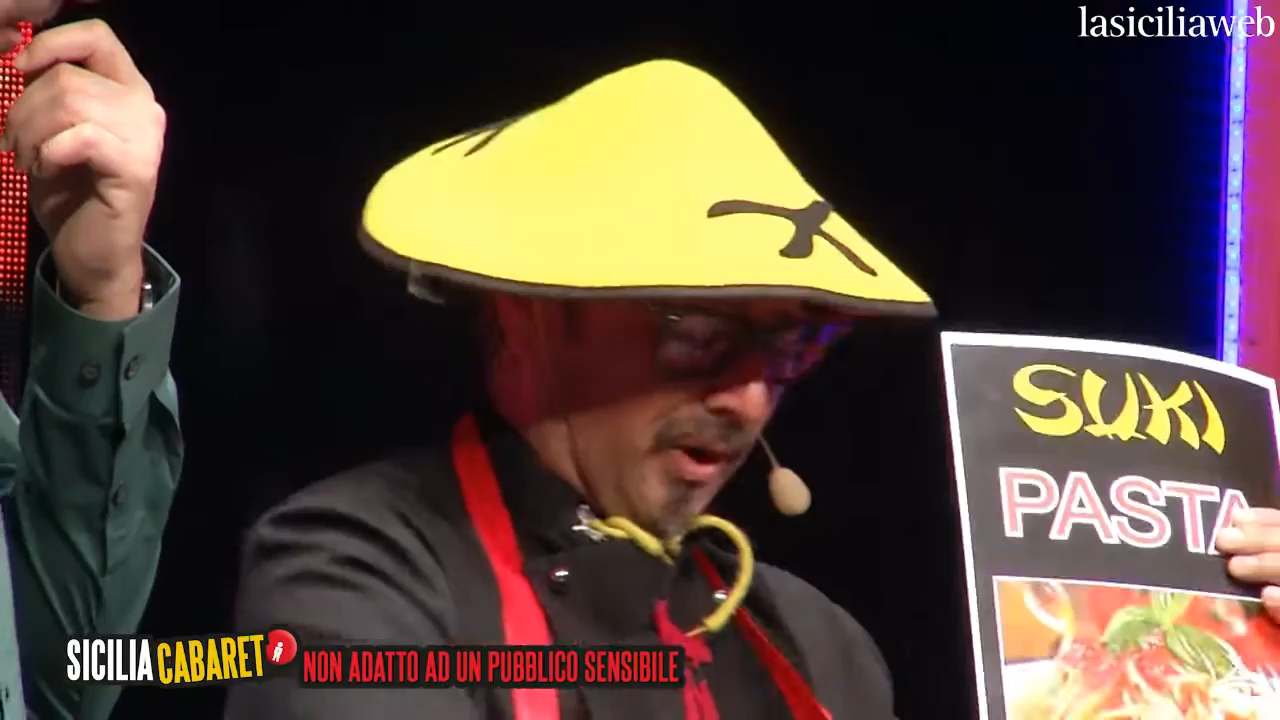 lasiciliaweb
SUKI
PASTA
SICILIA CABARET
NON ADATTO AD UN PUBBLICO SENSIBILE